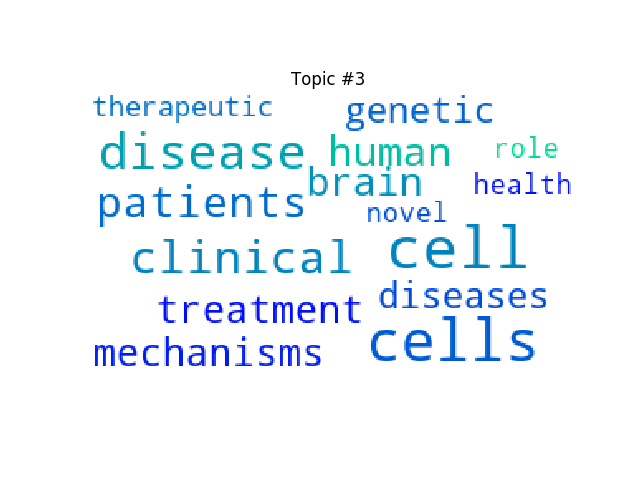 Topic #3
therapeutic
genetic
disease
human
role
brain
health
patients
novel
clinical
cell
treatment
diseases
mechanisms
cells